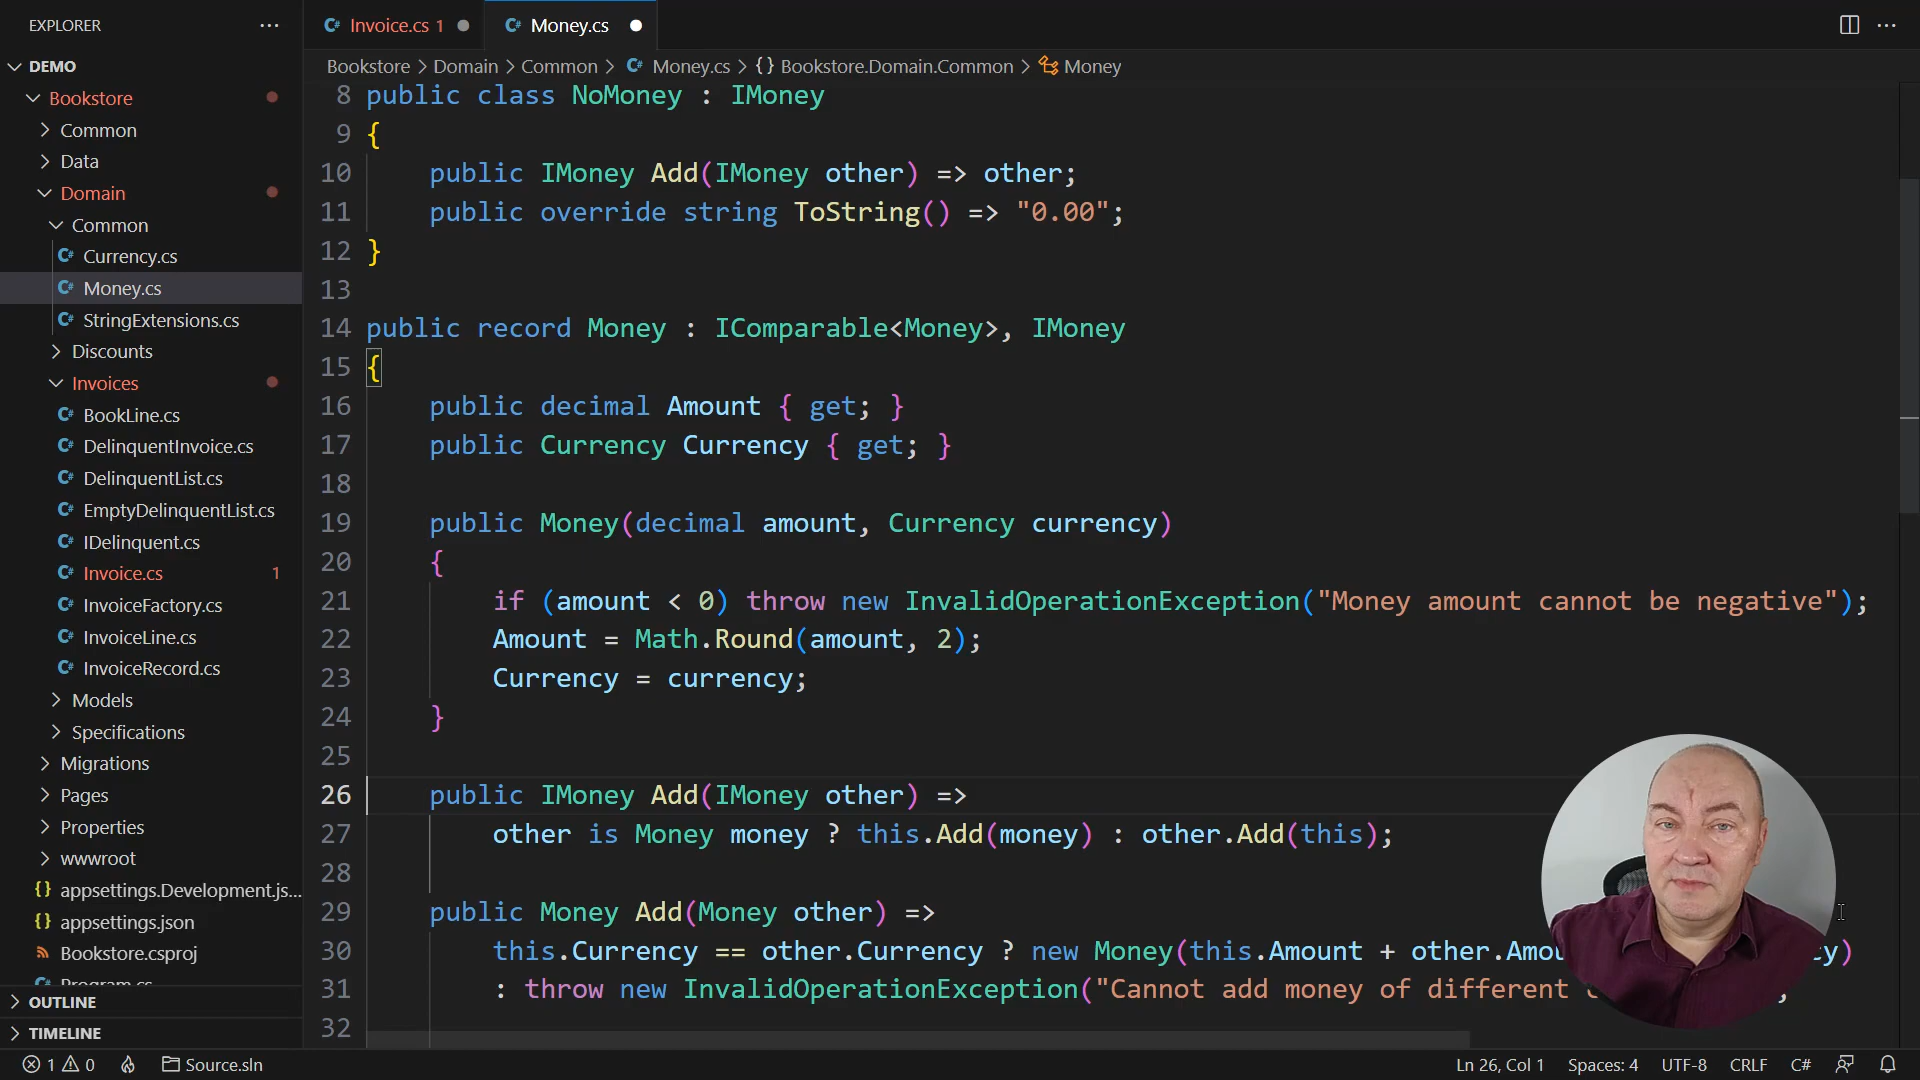 EXPLORER
DEMO
Bookstore
Common
Data
Domain
Common
C# Currency.cs
C# Money.cs
C# StringExtensions.cs
Discounts
Invoices
C# BookLine.cs
C# DelinquentInvoice.cs
C# DelinquentList.cs
C# EmptyDelinquentList.cs
C# IDelinquent.cs
C# Invoice.cs 1
C# InvoiceFactory.cs
C# InvoiceLine.cs
C# InvoiceRecord.cs
Models
Specifications
Migrations
Pages
Properties
wwwroot
{} appsettings.Development.js...
{} appsettings.json
Bookstore.csproj
C# Program.cs
OUTLINE
TIMELINE
C# Invoice.cs 1
C# Money.cs
Bookstore > Domain > Common > C# Money.cs > {} Bookstore.Domain.Common > Money
8 public class NoMoney : IMoney
9 {
10 public IMoney Add(IMoney other) => other;
11 public override string ToString() => "0.00";
12 }
13
14 public record Money : IComparable<Money>, IMoney
15 {
16 public decimal Amount { get; }
17 public Currency Currency { get; }
18
19 public Money(decimal amount, Currency currency)
20 {
21 if (amount < 0) throw new InvalidOperationException("Money amount cannot be negative");
22 Amount = Math.Round(amount, 2);
23 Currency = currency;
24 }
25
26 public IMoney Add(IMoney other) =>
27 other is Money money ? this.Add(money) : other.Add(this);
28
29 public Money Add(Money other) =>
30 this.Currency == other.Currency ? new Money(this.Amount + other.
31 : throw new InvalidOperationException("Cannot add money of different
32
1 0 Source.sln
Ln 26, Col 1 Spaces: 4 UTF-8 CRLF C#